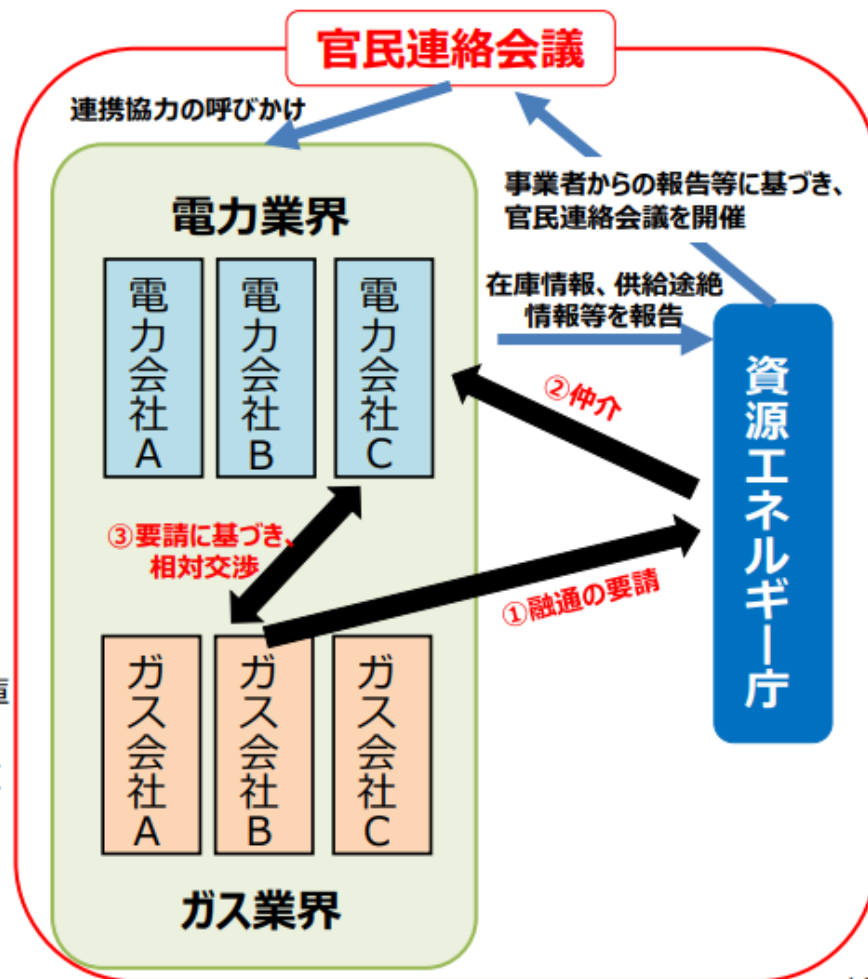 官民連絡会議
連携協力の呼びかけ
事業者からの報告等に基づき、
官民連絡会議を開催
電力業界
電力会社A
電力会社B
電力会社C
在庫情報、供給途絶
情報等を報告
資源エネルギー庁
②仲介
③要請に基づき、
相対交渉
①融通の要請
ガス会社A
ガス会社B
ガス会社C
ガス業界